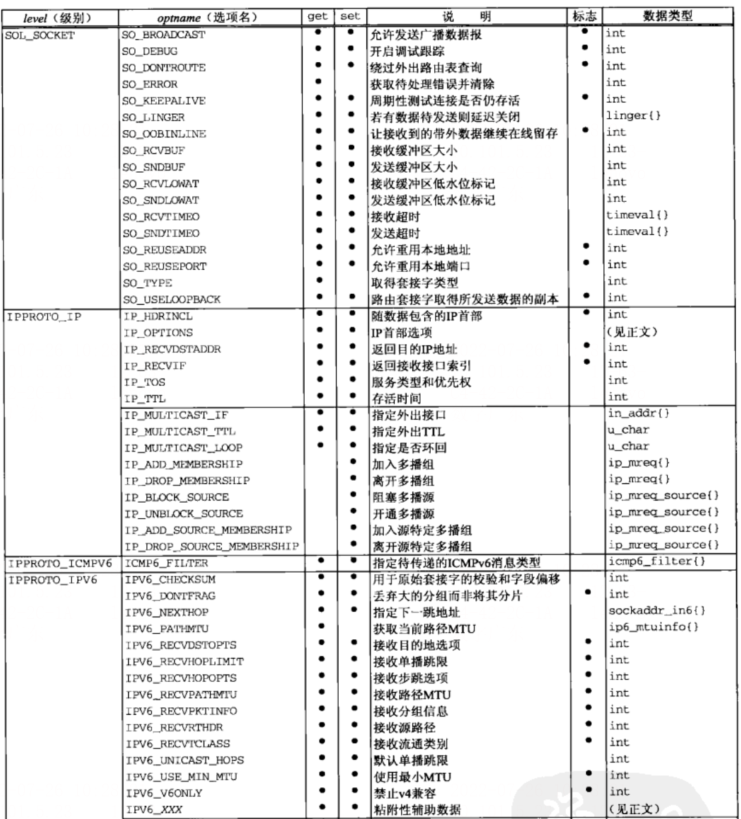 level（级别） optname（选项名） get set 说 明 标志 数据类型
SOL_SOCKET SO_BROADCAST • • 允许发送广播数据报 • int
SO_DEBUG • • 开启调试跟踪 • int
SO_DONTROUTE • • 绕过外出路由表查询 • int
SO_ERROR • 获取待处理错误并清除 int
SO_KEEPALIVE • • 周期性测试连接是否仍存活 • int
SO_LINGER • • 若有数据待发送则延迟关闭 linger{}
SO_OOBINLINE • • 让接收到的带外数据继续在线留存 • int
SO_RCVBUF • • 接收缓冲区大小 int
SO_SNDBUF • • 发送缓冲区大小 int
SO_RCVLOWAT • • 接收缓冲区低水位标记 int
SO_SNDLOWAT • • 发送缓冲区低水位标记 int
SO_RCVTIMEO • • 接收超时 timeval{}
SO_SNDTIMEO • • 发送超时 timeval{}
SO_REUSEADDR • • 允许重用本地地址 • int
SO_REUSEPORT • • 允许重用本地端口 • int
SO_TYPE • 取得套接字类型 int
SO_USELOOPBACK • • 路由套接字取得所发送数据的副本 • int
IPPROTO_IP IP_HDRINCL • • 随数据包含的IP首部 • int
IP_OPTIONS • • IP首部选项 （见正文）
IP_RECVDSTADDR • • 返回目的IP地址 • int
IP_RECVIF • • 返回接收接口索引 • int
IP_TOS • • 服务类型和优先权 int
IP_TTL • • 存活时间 int
IP_MULTICAST_IF • • 指定外出接口 in_addr{}
IP_MULTICAST_TTL • • 指定外出TTL u_char
IP_MULTICAST_LOOP • • 指定是否环回 u_char
IP_ADD_MEMBERSHIP • 加入多播组 ip_mreq{}
IP_DROP_MEMBERSHIP • 离开多播组 ip_mreq{}
IP_BLOCK_SOURCE • 阻塞多播源 ip_mreq_source{}
IP_UNBLOCK_SOURCE • 开通多播源 ip_mreq_source{}
IP_ADD_SOURCE_MEMBERSHIP • 加入源特定多播组 ip_mreq_source{}
IP_DROP_SOURCE_MEMBERSHIP • 离开源特定多播组 ip_mreq_source{}
IPPROTO_ICMPV6 ICMP6_FILTER • • 指定待传递的ICMPv6消息类型 icmp6_filter{}
IPPROTO_IPV6 IPV6_CHECKSUM • • 用于原始套接字的校验和字段偏移 int
IPV6_DONTFRAG • • 丢弃大的分组而非将其分片 • int
IPV6_NEXTHOP • • 指定下一跳地址 sockaddr_in6{}
IPV6_PATHMTU • 获取当前路径MTU ip6_mtuinfo{}
IPV6_RECVDSTOPTS • • 接收目的地选项 • int
IPV6_RECVHOPLIMIT • • 接收单播跳限 • int
IPV6_RECVHOPOPTS • • 接收步跳选项 • int
IPV6_RECVPATHMTU • • 接收路径MTU • int
IPV6_RECVPKTINFO • • 接收分组信息 • int
IPV6_RECVRTHDR • • 接收源路径 • int
IPV6_RECVTCLASS • • 接收流通类别 • int
IPV6_UNICAST_HOPS • • 默认单播跳限 int
IPV6_USE_MIN_MTU • • 使用最小MTU • int
IPV6_V6ONLY • • 禁止v4兼容 • int
IPV6_XXX • • 粘附性辅助数据 （见正文）